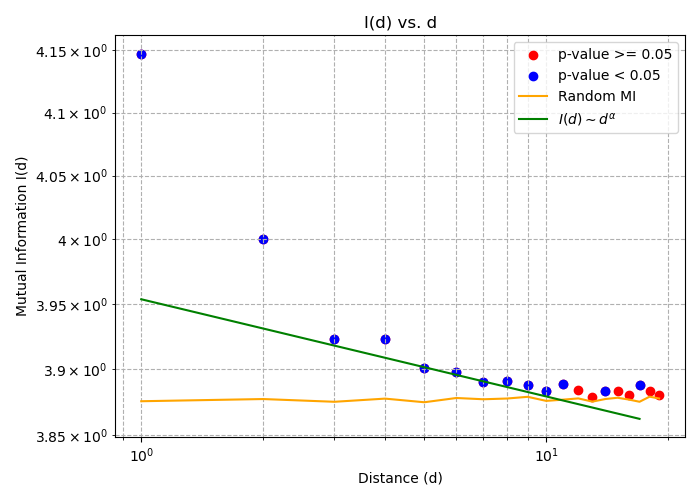 I(d) vs. d
Mutual Information I(d)
4.15 × 10⁰
4.1 × 10⁰
4.05 × 10⁰
4 × 10⁰
3.95 × 10⁰
3.9 × 10⁰
3.85 × 10⁰
p-value >= 0.05
p-value < 0.05
Random MI
I(d) ~ d^α
10⁰
10¹
Distance (d)